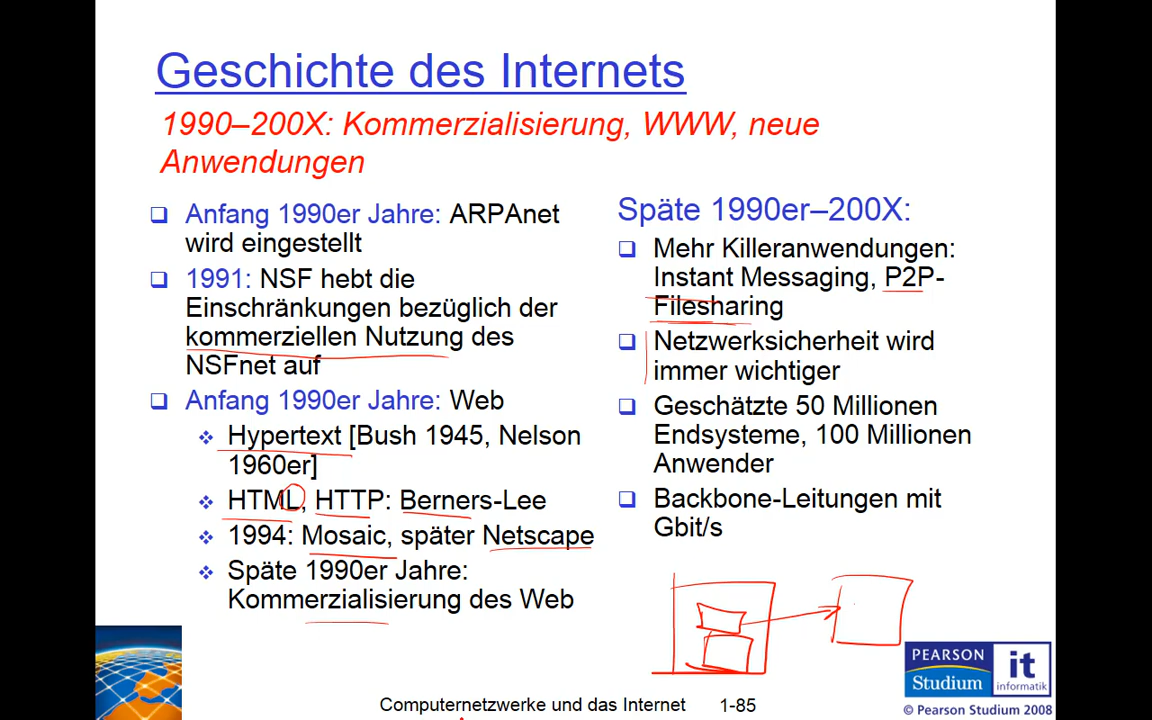 Geschichte des Internets
1990–200X: Kommerzialisierung, WWW, neue
Anwendungen
❑ Anfang 1990er Jahre: ARPAnet
wird eingestellt
❑ 1991: NSF hebt die
Einschränkungen bezüglich der
kommerziellen Nutzung des
NSFnet auf
❑ Anfang 1990er Jahre: Web
❖ Hypertext [Bush 1945, Nelson
1960er]
❖ HTML, HTTP: Berners-Lee
❖ 1994: Mosaic, später Netscape
❖ Späte 1990er Jahre:
Kommerzialisierung des Web
Späte 1990er–200X:
❑ Mehr Killeranwendungen:
Instant Messaging, P2P-
Filesharing
❑ Netzwerksicherheit wird
immer wichtiger
❑ Geschätzte 50 Millionen
Endsysteme, 100 Millionen
Anwender
❑ Backbone-Leitungen mit
Gbit/s
Computernetzwerke und das Internet 1-85
PEARSON
Studium
it
informatik
© Pearson Studium 2008